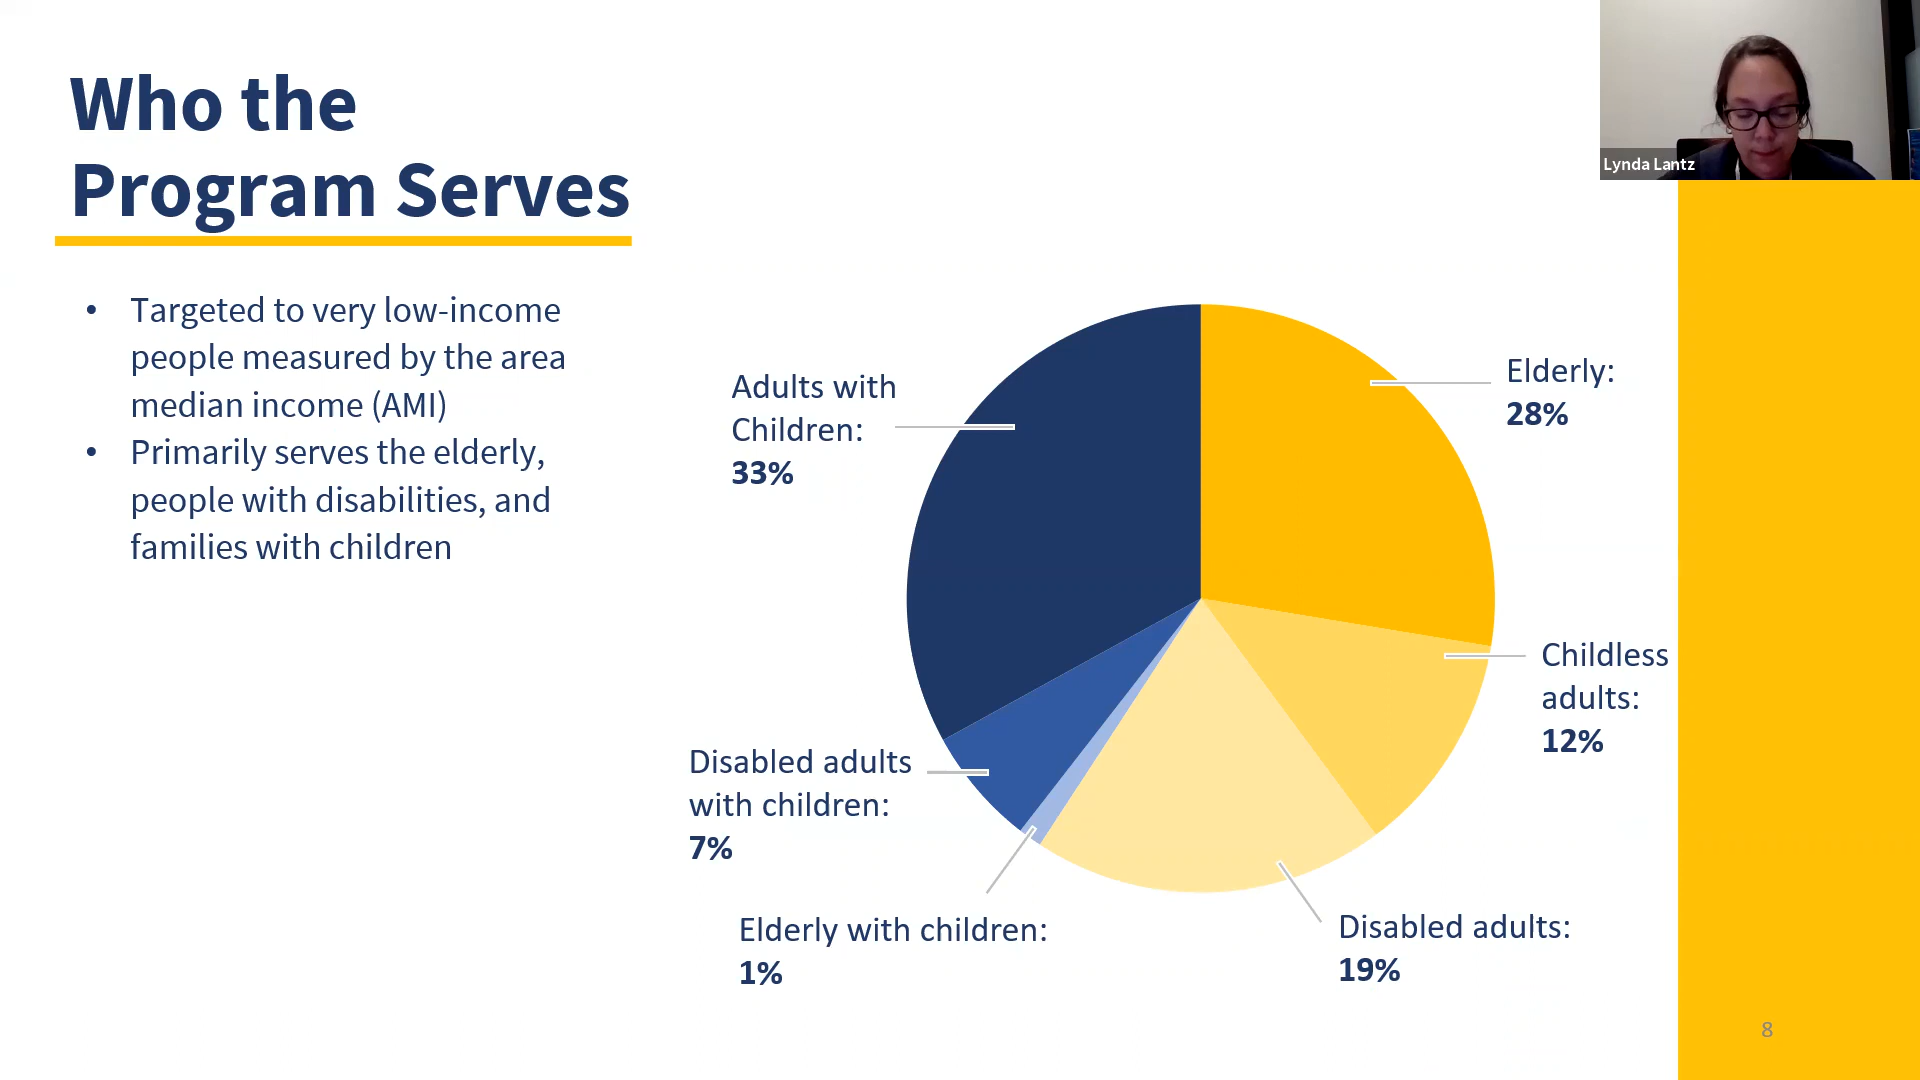 Who the
Program Serves
• Targeted to very low-income
people measured by the area
median income (AMI)
• Primarily serves the elderly,
people with disabilities, and
families with children
Adults with
Children:
33%
Elderly:
28%
Childless
adults:
12%
Disabled adults
with children:
7%
Elderly with children:
1%
Disabled adults:
19%
Lynda Lantz
8